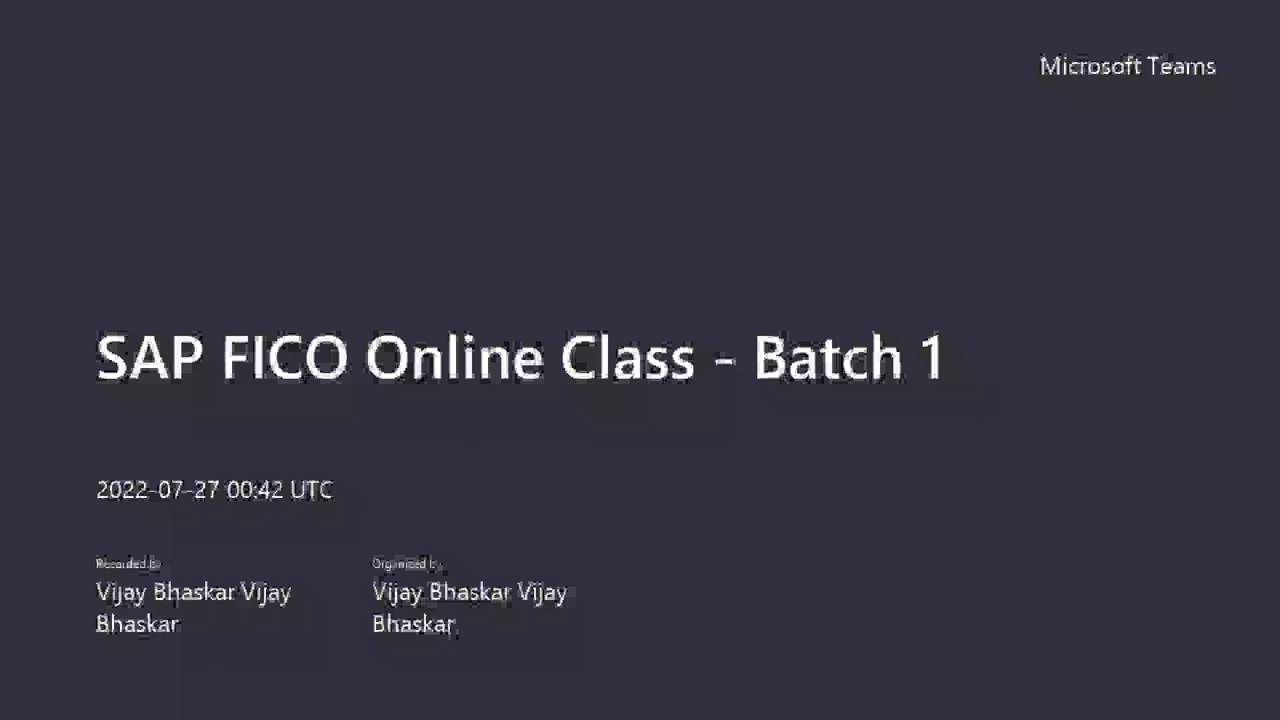 Microsoft Teams
SAP FICO Online Class - Batch 1
2022-07-27 00:42 UTC
Recorded by
Organized by
Vijay Bhaskar Vijay
Bhaskar
Vijay Bhaskar Vijay
Bhaskar